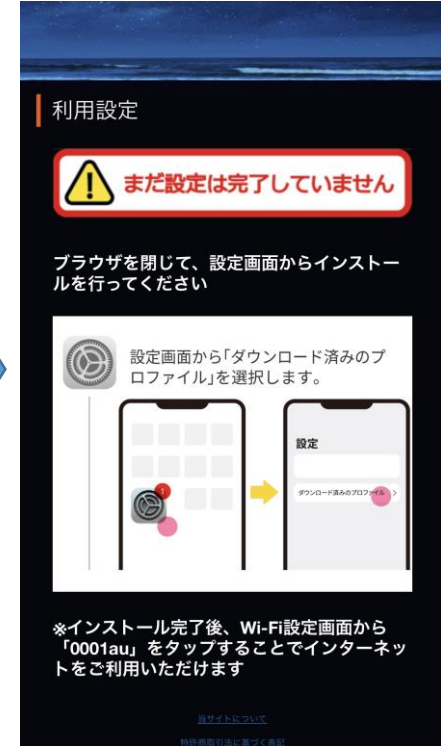 利用設定
まだ設定は完了していません
ブラウザを閉じて、設定画面からインストー
ルを行ってください
設定画面から「ダウンロード済みのプ
ロファイル」を選択します。
1
設定
ダウンロード済みのプロファイル
※インストール完了後、Wi-Fi設定画面から
「0001au」をタップすることでインターネッ
トをご利用いただけます
当サイトについて
特定商取引法に基づく表記